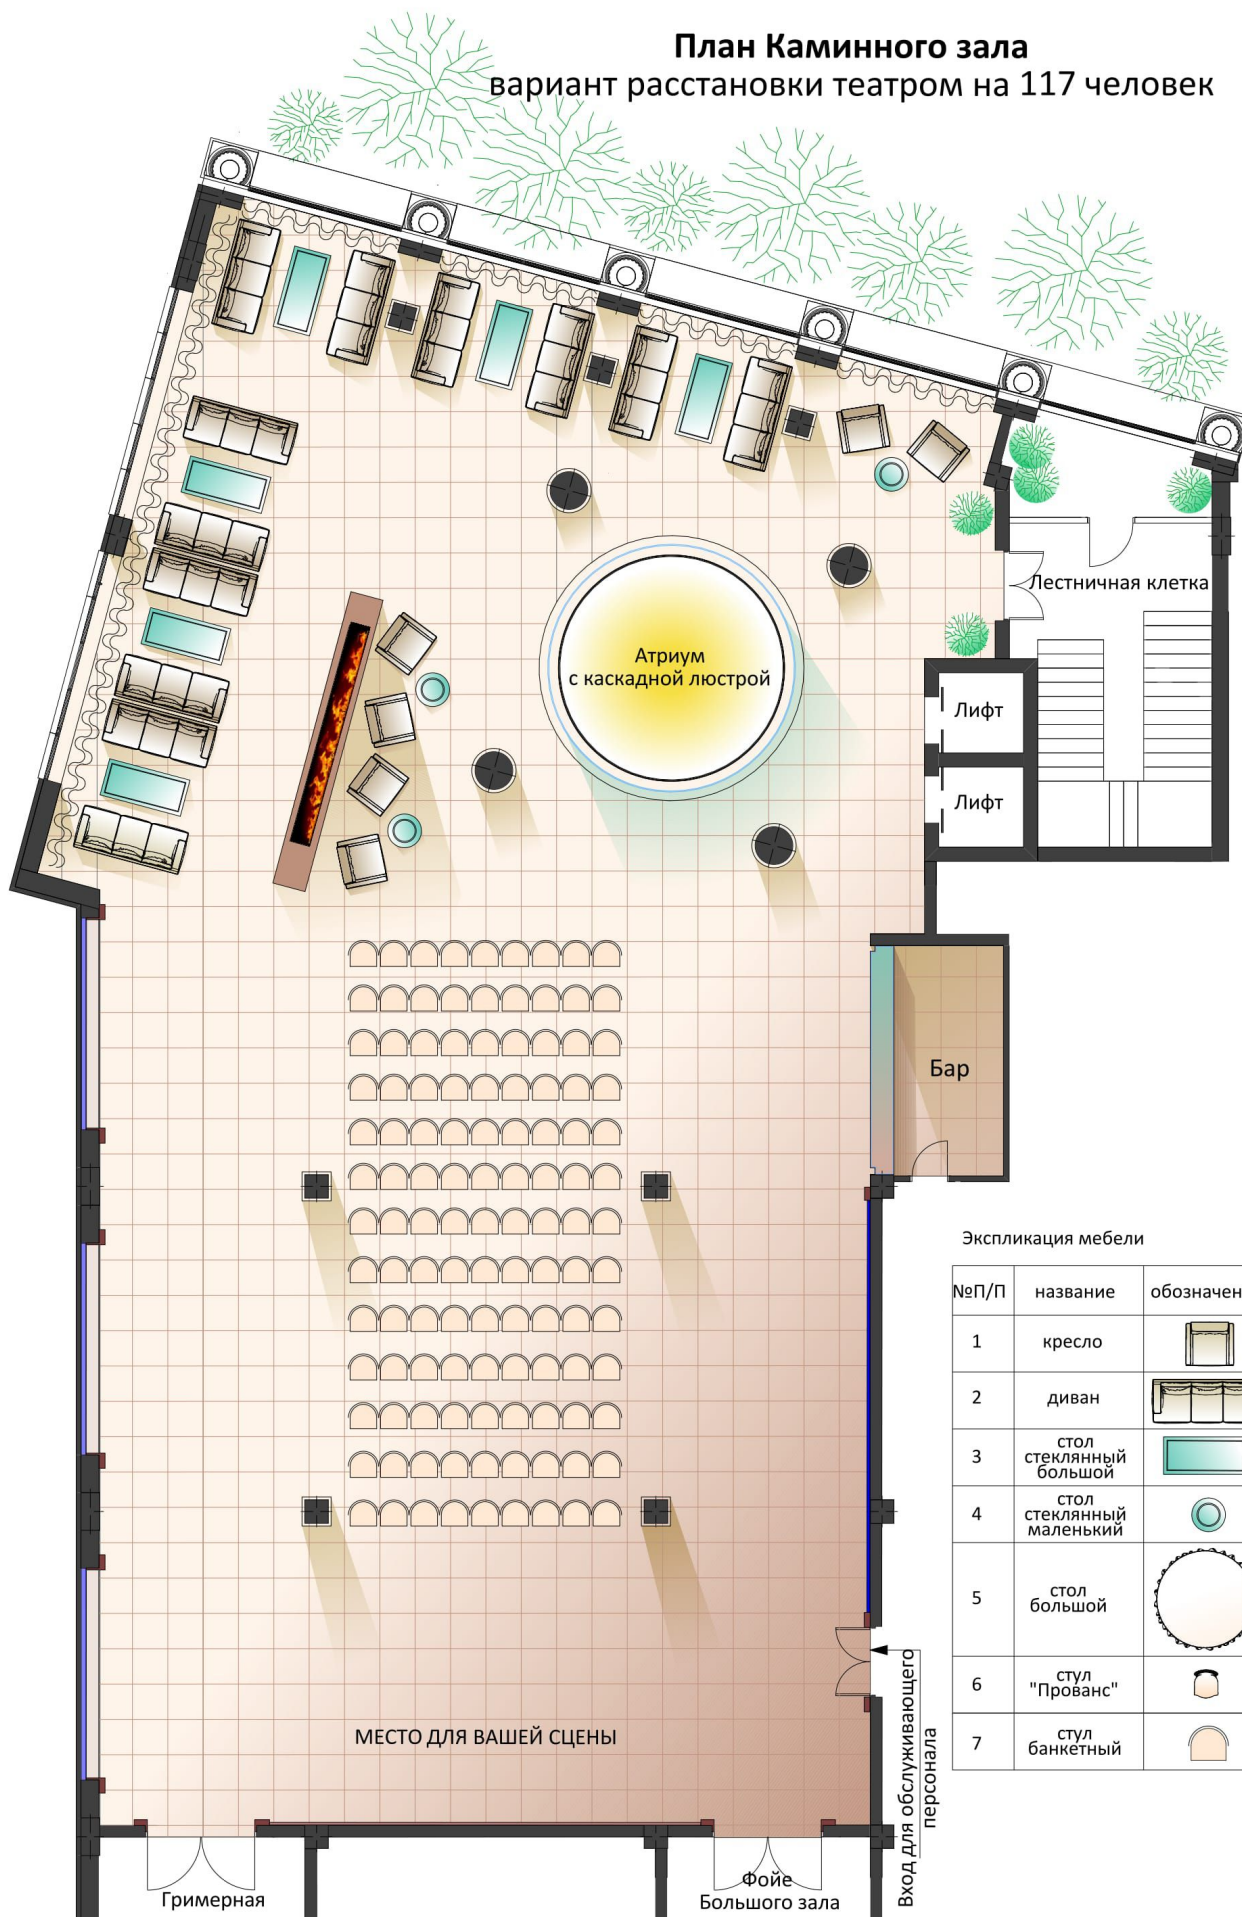 План Каминного зала
вариант расстановки театром на 117 человек
Лестничная клетка
Атриум
с каскадной люстрой
Лифт
Лифт
Бар
Экспликация мебели
№П/П название обозначен
1 кресло
2 диван
3 стол
стеклянный
большой
4 стол
стеклянный
маленький
5 стол
большой
6 стул
"Прованс"
7 стул
банкетный
МЕСТО ДЛЯ ВАШЕЙ СЦЕНЫ
Вход для обслуживающего
персонала
Гримерная
Фойе
Большого зала